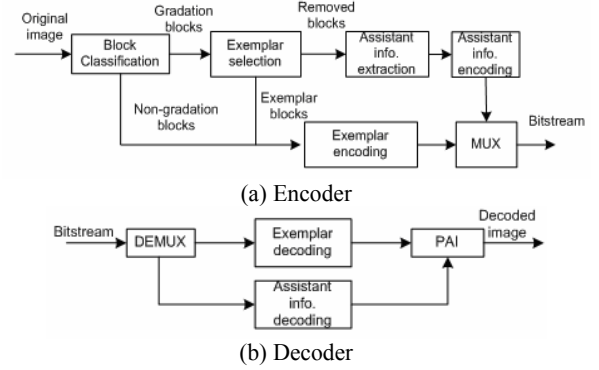 Original
image
Gradation
blocks
Removed
blocks
Block
Classification
Exemplar
selection
Assistant
info.
extraction
Assistant
info.
encoding
Non-gradation
blocks
Exemplar
blocks
Exemplar
encoding
MUX
Bitstream
(a) Encoder
Bitstream
DEMUX
Exemplar
decoding
PAI
Decoded
image
Assistant
info.
decoding
(b) Decoder